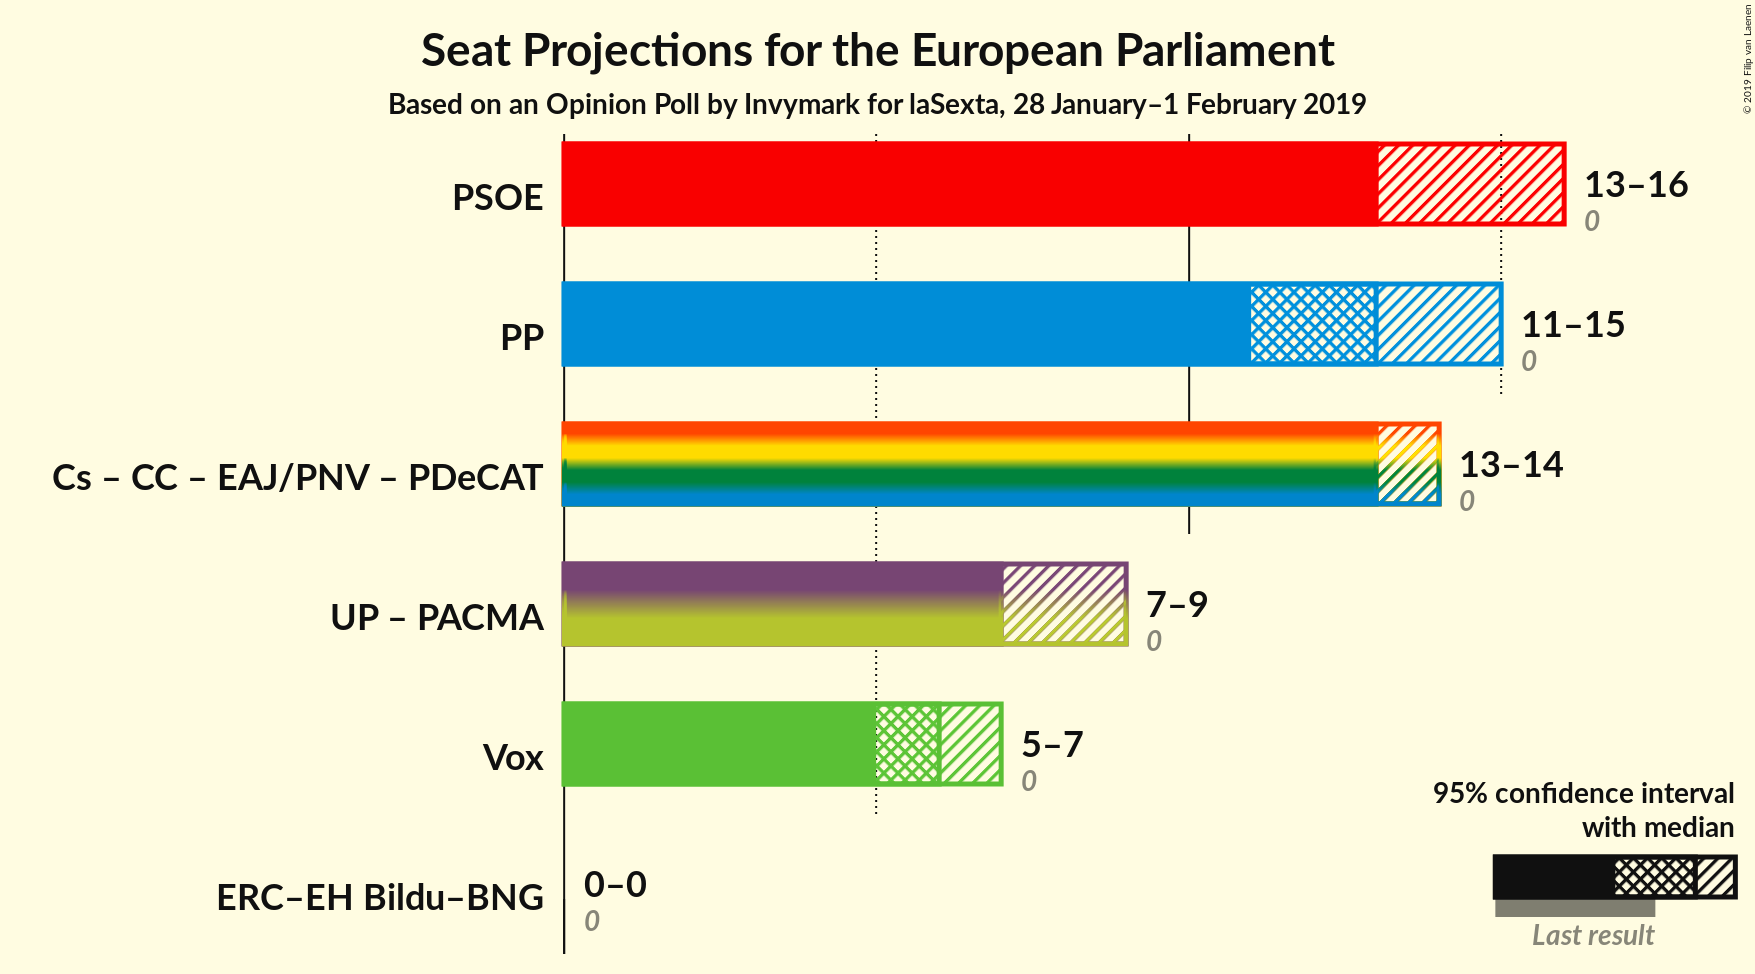 Seat Projections for the European Parliament
Based on an Opinion Poll by Invymark for laSexta, 28 January–1 February 2019
© 2019 Filip van Laenen
PSOE
13–16
0
PP
11–15
0
Cs – CC – EAJ/PNV – PDeCAT
13–14
0
UP – PACMA
7–9
0
Vox
5–7
0
ERC–EH Bildu–BNG
0–0
0
95% confidence interval
with median
Last result